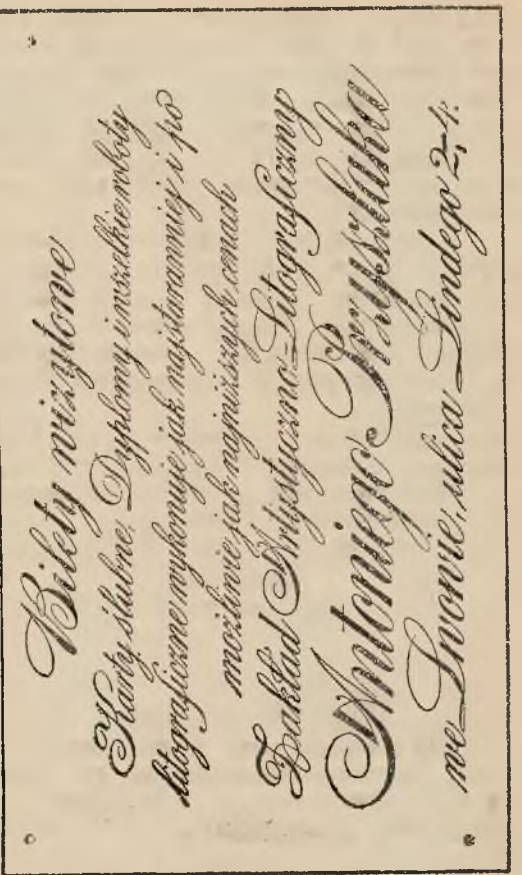 Bilety wizytowe
Karty ślubne, Dyplomy i wszelkie roboty
litograficzne wykonuje jak najstaranniej i po
możliwie jak najniższych cenach
Zakład Artystyczno-Litograficzny
Antoniego Przyszlaka
we Lwowie, ulica Lindego 2, 4.